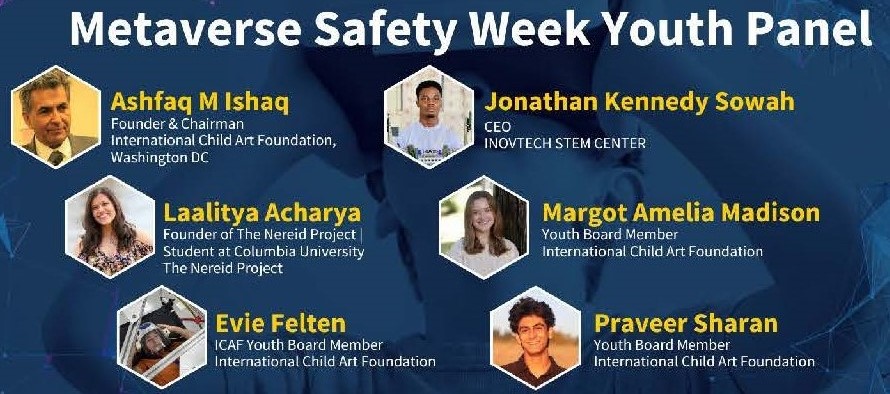 Metaverse Safety Week Youth Panel
Ashfaq M Ishaq
Founder & Chairman
International Child Art Foundation,
Washington DC
Jonathan Kennedy Sowah
CEO
INOVTECH STEM CENTER
Laalitya Acharya
Founder of The Nereid Project |
Student at Columbia University
The Nereid Project
Margot Amelia Madison
Youth Board Member
International Child Art Foundation
Evie Felten
ICAF Youth Board Member
International Child Art Foundation
Praveer Sharan
Youth Board Member
International Child Art Foundation